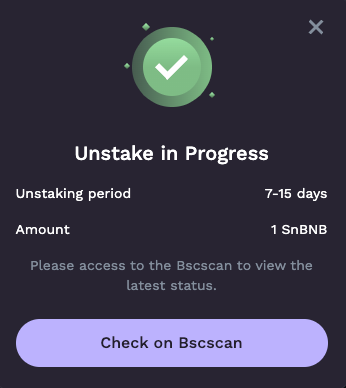 Unstake in Progress
Unstaking period 7-15 days
Amount 1 SnBNB
Please access to the Bscscan to view the
latest status.
Check on Bscscan